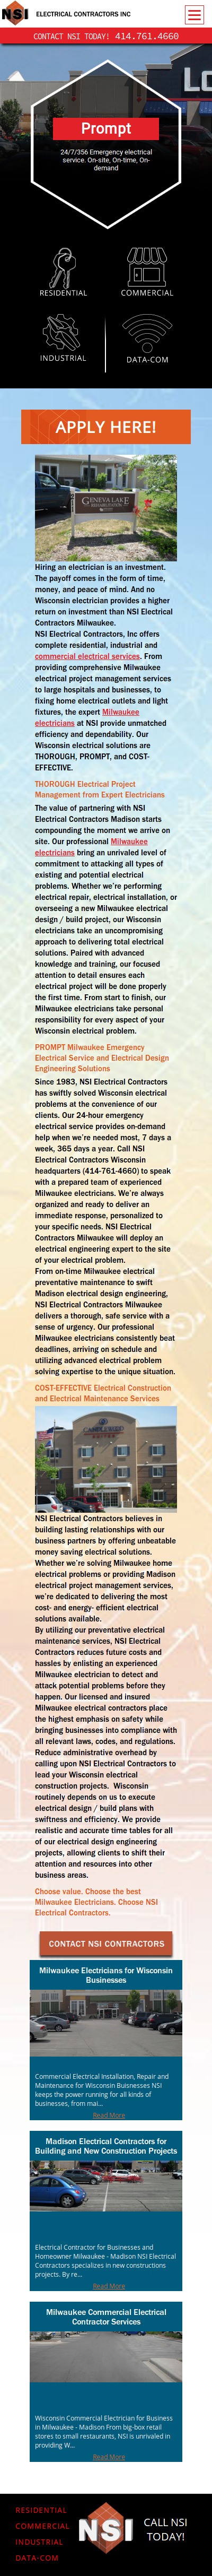 NSI ELECTRICAL CONTRACTORS INC
CONTACT NSI TODAY! 414.761.4660
Prompt
24/7/356 Emergency electrical
service. On-site, On-time, On-
demand
RESIDENTIAL
COMMERCIAL
INDUSTRIAL
DATA-COM
APPLY HERE!
GENEVA LAKE
Hiring an electrician is an investment.
The payoff comes in the form of time,
money, and peace of mind. And no
Wisconsin electrician provides a higher
return on investment than NSI Electrical
Contractors Milwaukee.
NSI Electrical Contractors, Inc offers
complete residential, industrial and
commercial electrical services. From
providing comprehensive Milwaukee
electrical project management services
to large hospitals and businesses, to
fixing home electrical outlets and light
fixtures, the expert Milwaukee
electricians at NSI provide unmatched
efficiency and dependability. Our
Wisconsin electrical solutions are
THOROUGH, PROMPT, and COST-
EFFECTIVE.
THOROUGH Electrical Project
Management from Expert Electricians
The value of partnering with NSI
Electrical Contractors Madison starts
compounding the moment we arrive on
site. Our professional Milwaukee
electricians bring an unrivaled level of
commitment to attacking all types of
existing and potential electrical
problems. Whether we're performing
electrical repair, electrical installation, or
overseeing a new Milwaukee electrical
design / build project, our Wisconsin
electricians take an uncompromising
approach to delivering total electrical
solutions. Paired with advanced
knowledge and training, our focused
attention to detail ensures each
electrical project will be done properly
the first time. From start to finish, our
Milwaukee electricians take personal
responsibility for every aspect of your
Wisconsin electrical problem.
PROMPT Milwaukee Emergency
Electrical Service and Electrical Design
Engineering Solutions
Since 1983, NSI Electrical Contractors
has swiftly solved Wisconsin electrical
problems at the convenience of our
clients. Our 24-hour emergency
electrical service provides on-demand
help when we're needed most, 7 days a
week, 365 days a year. Call NSI
Electrical Contractors Wisconsin
headquarters (414-761-4660) to speak
with a prepared team of experienced
Milwaukee electricians. We're always
organized and ready to deliver an
immediate response, personalized to
your specific needs. NSI Electrical
Contractors Milwaukee will deploy an
electrical engineering expert to the site
of your electrical problem.
From on-time Milwaukee electrical
preventative maintenance to swift
Madison electrical design engineering,
NSI Electrical Contractors Milwaukee
delivers a thorough, safe service with a
sense of urgency. Our professional
Milwaukee electricians consistently beat
deadlines, arriving on schedule and
utilizing advanced electrical problem
solving expertise to the unique situation.
COST-EFFECTIVE Electrical Construction
and Electrical Maintenance Services
CANDLEWOOD
SUITES
NSI Electrical Contractors believes in
building lasting relationships with our
business partners by offering unbeatable
money saving electrical solutions.
Whether we're solving Milwaukee home
electrical problems or providing Madison
electrical project management services,
we're dedicated to delivering the most
cost- and energy- efficient electrical
solutions available.
By utilizing our preventative electrical
maintenance services, NSI Electrical
Contractors reduces future costs and
hassles by enlisting an experienced
Milwaukee electrician to detect and
attack potential problems before they
happen. Our licensed and insured
Milwaukee electrical contractors place
the highest emphasis on safety while
bringing businesses into compliance with
all relevant laws, codes, and regulations.
Reduce administrative overhead by
calling upon NSI Electrical Contractors to
lead your Wisconsin electrical
construction projects. Wisconsin
routinely depends on us to execute
electrical design / build plans with
swiftness and efficiency. We provide
realistic and accurate time tables for all
of our electrical design engineering
projects, allowing clients to shift their
attention and resources into other
business areas.
Choose value. Choose the best
Milwaukee Electricians. Choose NSI
Electrical Contractors.
CONTACT NSI CONTRACTORS
Milwaukee Electricians for Wisconsin
Businesses
Commercial Electrical Installation, Repair and
Maintenance for Wisconsin Buisnesses NSI
keeps the power running for all kinds of
businesses, from mai...
Read More
Madison Electrical Contractors for
Building and New Construction Projects
Electrical Contractor for Businesses and
Homeowner Milwaukee - Madison NSI Electrical
Contractors specializes in new constructions
projects. By re...
Read More
Milwaukee Commercial Electrical
Contractor Services
Wisconsin Commercial Electrician for Business
In Milwaukee - Madison From big-box retail
stores to small restaurants, NSI is unrivaled in
providing W...
Read More
RESIDENTIAL
COMMERCIAL
INDUSTRIAL
DATA-COM
NSI
CALL NSI
TODAY!